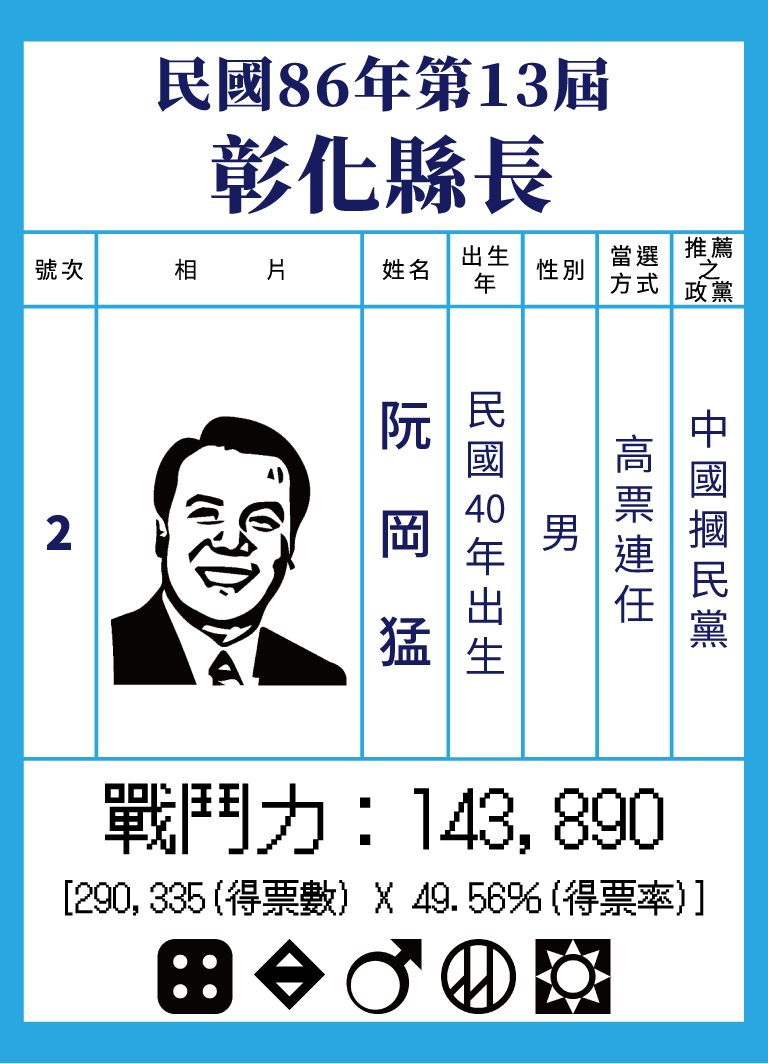 民國86年第13屆
彰化縣長
號次
相 片
姓名
出生
年
性別
當選
方式
推薦
之
政黨
2
阮岡猛
民國40年出生
男
高票連任
中國摑民黨
戰鬥力：143,890
[290,335(得票數) X 49.56%(得票率)]